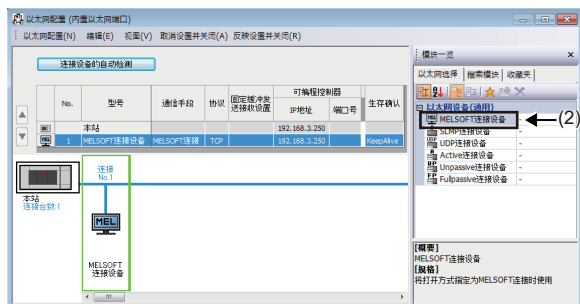 以太网配置 (内置以太网端口)
以太网配置(N) 编辑(E) 视图(V) 取消设置并关闭(A) 反映设置并关闭(R)
连接设备的自动检测
No. 型号 通信手段 协议 固定缓冲发送接收设置 可编程控制器 IP地址 端口号 生存确认
本站 192.168.3.250
1 MELSOFT连接设备 MELSOFT连接 TCP 192.168.3.250 KeepAlive
连接
No.1
本站
连接台数:1
MEL
MELSOFT
连接设备
模块一览
以太网选择 搜索模块 收藏夹
以太网设备(通用)
MELSOFT连接设备 -
SLMP连接设备 -
UDP连接设备 -
Active连接设备 -
Unpassive连接设备 -
Fullpassive连接设备 -
(2)
[概要]
MELSOFT连接设备
[规格]
将打开方式指定为MELSOFT连接时使用